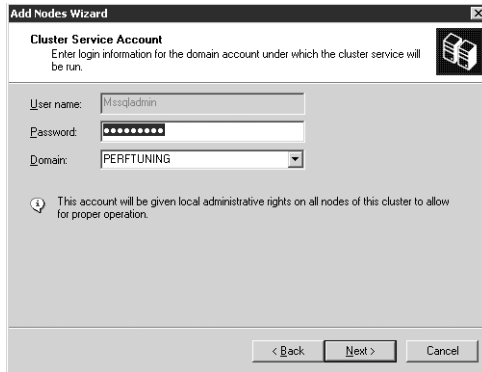 Add Nodes Wizard
Cluster Service Account
Enter login information for the domain account under which the cluster service will
be run.
User name: Mssqladmin
Password: ●●●●●●●●●
Domain: PERFTUNING
This account will be given local administrative rights on all nodes of this cluster to allow
for proper operation.
< Back Next > Cancel